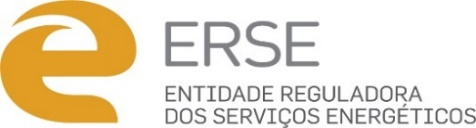 ERSE
ENTIDADE REGULADORA
DOS SERVIÇOS ENERGÉTICOS